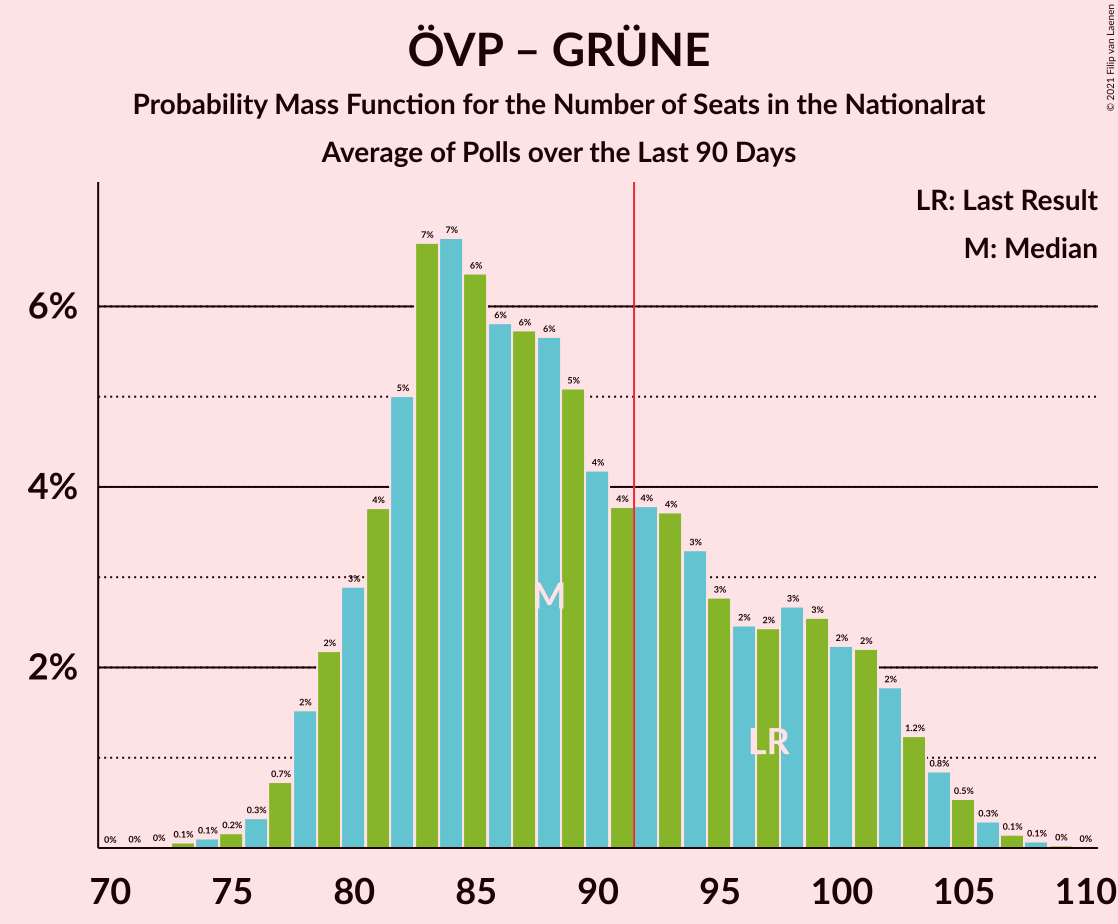 ÖVP – GRÜNE
Probability Mass Function for the Number of Seats in the Nationalrat
Average of Polls over the Last 90 Days
© 2021 Filip van Laenen
LR: Last Result
M: Median
6%
4%
2%
0% 0% 0% 0.1% 0.1% 0.2% 0.3% 0.7% 2% 2% 3% 4% 5% 7% 7% 6% 6% 6% 6% 5% 4% 4% 4% 4% 3% 3% 2% 2% 3% 3% 2% 2% 2% 1.2% 0.8% 0.5% 0.3% 0.1% 0.1% 0% 0%
M
LR
70 75 80 85 90 95 100 105 110